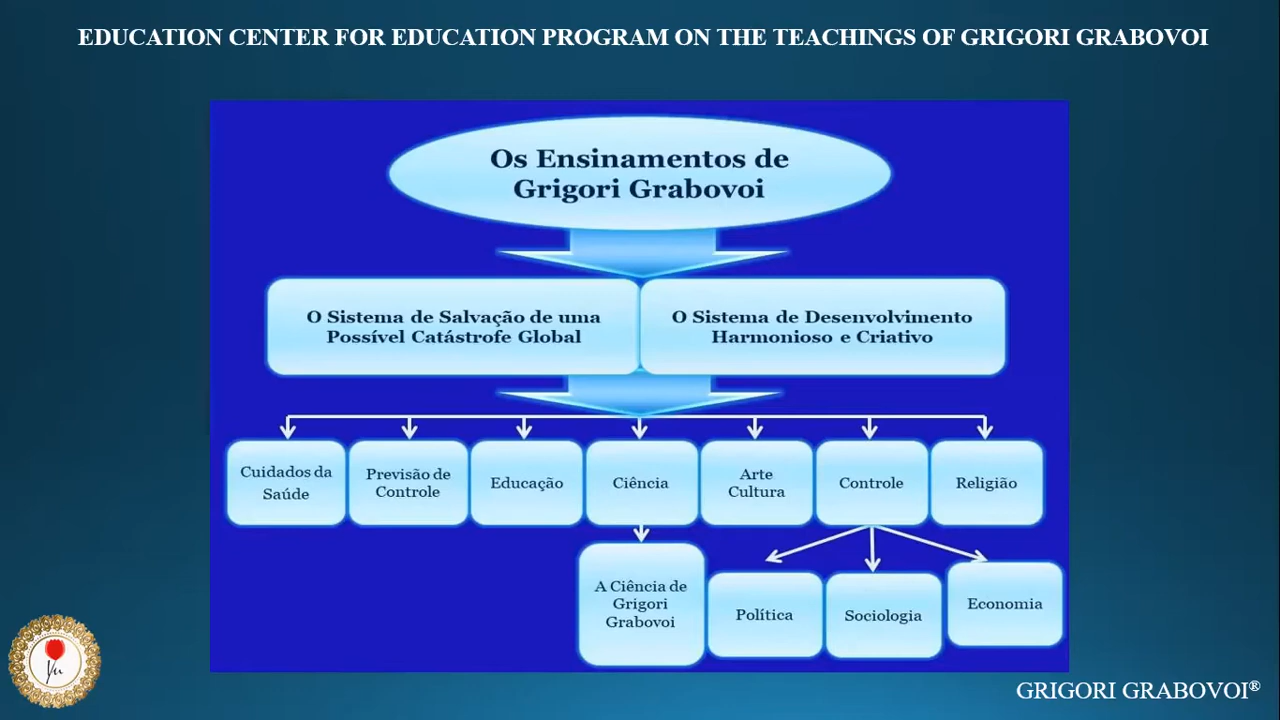 EDUCATION CENTER FOR EDUCATION PROGRAM ON THE TEACHINGS OF GRIGORI GRABOVOI
Os Ensinamentos de
Grigori Grabovoi
O Sistema de Salvação de uma
Possível Catástrofe Global
O Sistema de Desenvolvimento
Harmonioso e Criativo
Cuidados da
Saúde
Previsão de
Controle
Educação
Ciência
Arte
Cultura
Controle
Religião
A Ciência de
Grigori
Grabovoi
Política
Sociologia
Economia
GRIGORI GRABOVOI®